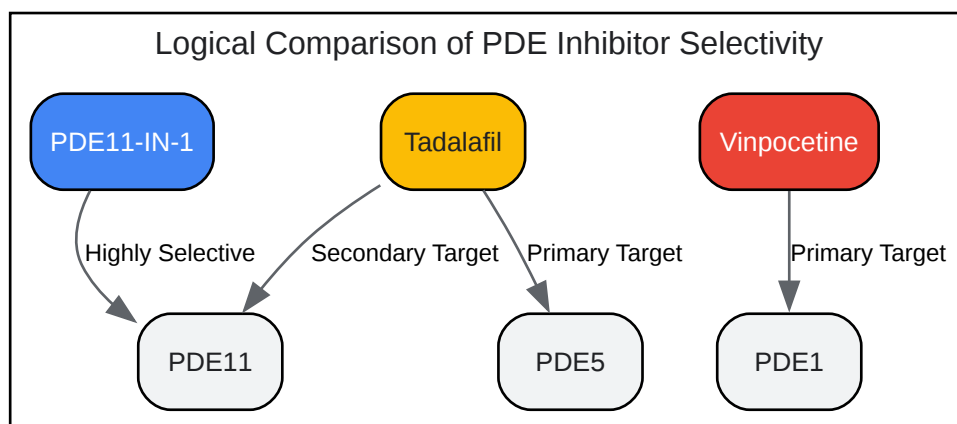 Logical Comparison of PDE Inhibitor Selectivity
PDE11-IN-1
Tadalafil
Vinpocetine
Highly Selective
Secondary Target
Primary Target
Primary Target
PDE11
PDE5
PDE1